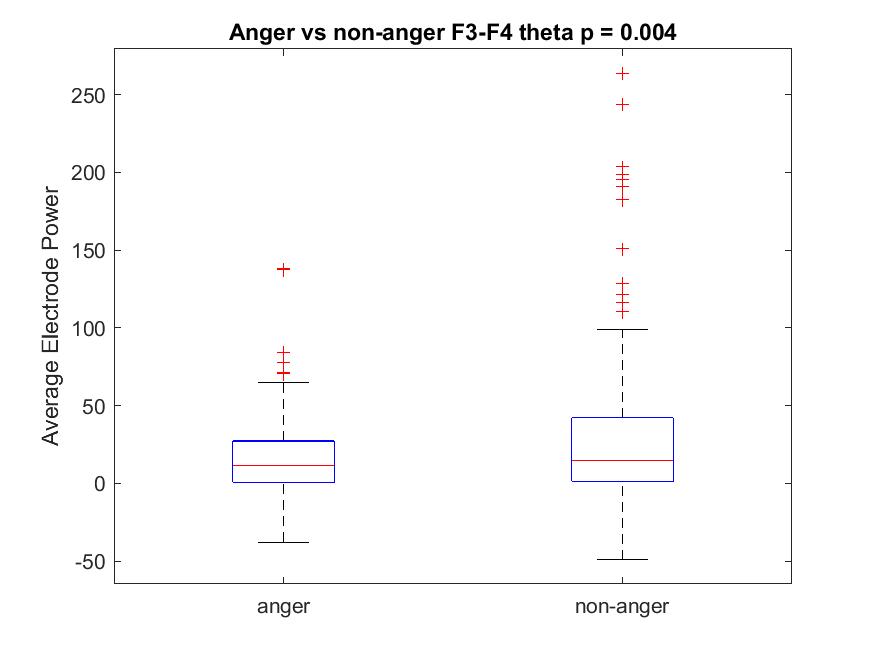 Anger vs non-anger F3-F4 theta p = 0.004
Average Electrode Power
250
200
150
100
50
0
-50
anger
non-anger